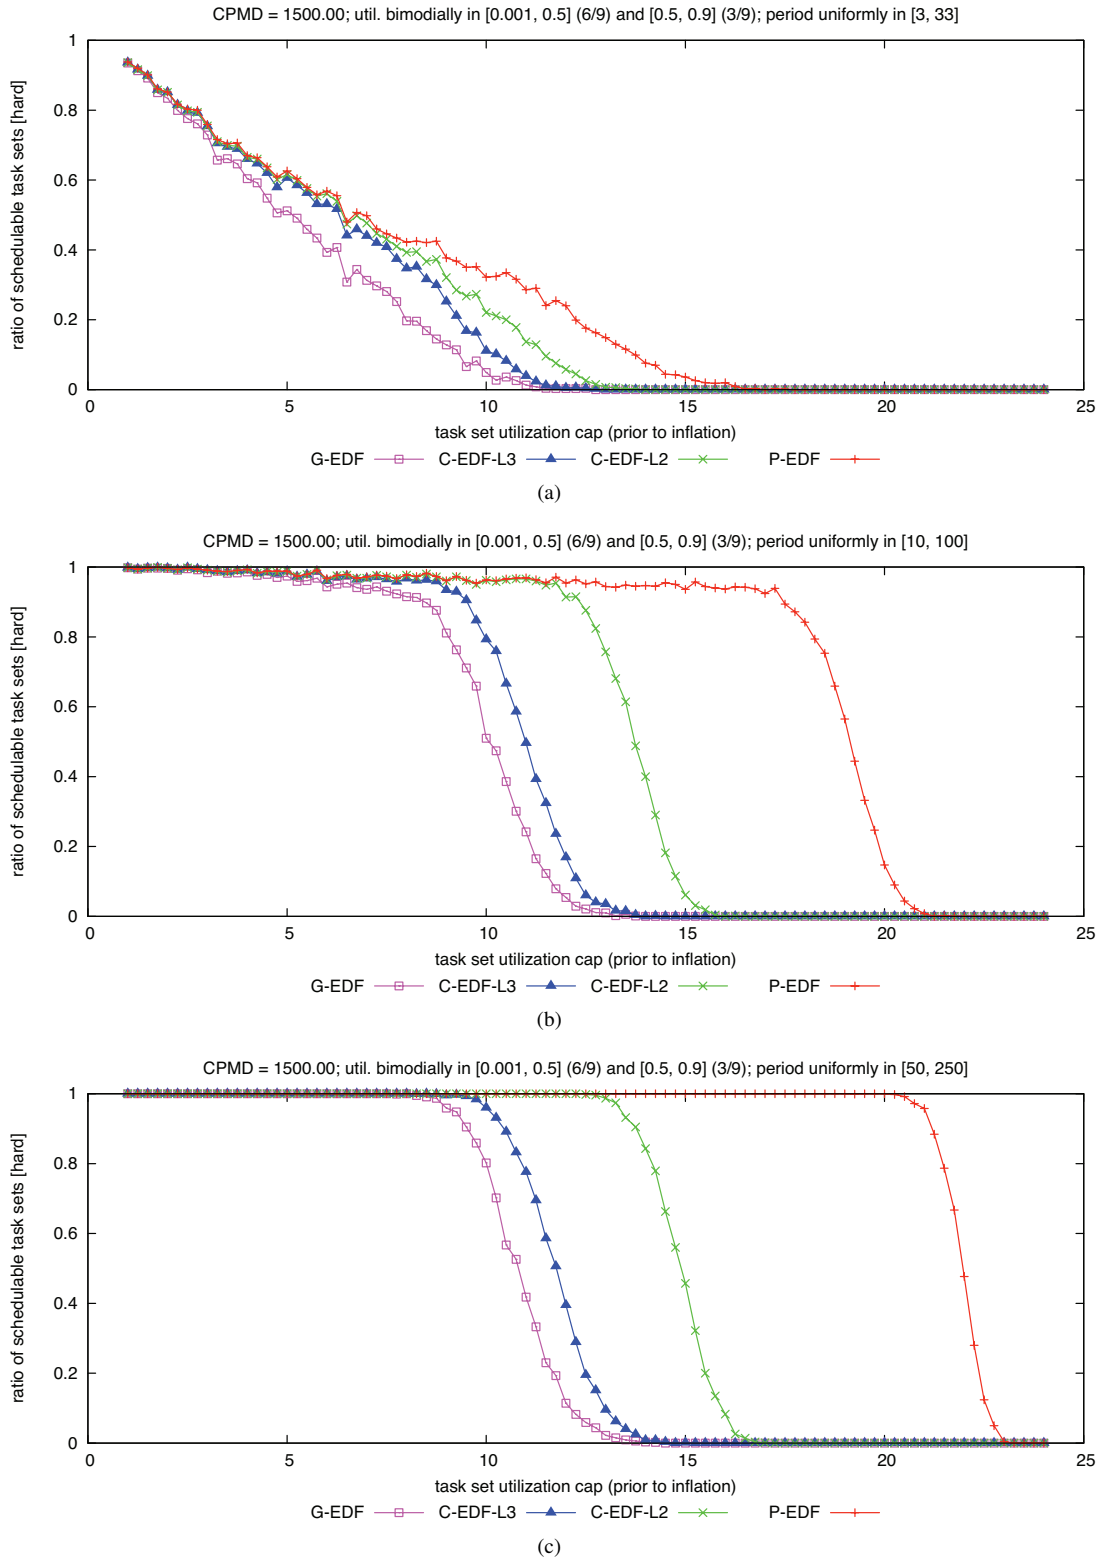 CPMD = 1500.00; util. bimodially in [0.001, 0.5] (6/9) and [0.5, 0.9] (3/9); period uniformly in [3, 33]
1
0.8
0.6
0.4
0.2
0
ratio of schedulable task sets [hard]
0 5 10 15 20 25
task set utilization cap (prior to inflation)
G-EDF C-EDF-L3 C-EDF-L2 P-EDF
(a)
CPMD = 1500.00; util. bimodially in [0.001, 0.5] (6/9) and [0.5, 0.9] (3/9); period uniformly in [10, 100]
1
0.8
0.6
0.4
0.2
0
ratio of schedulable task sets [hard]
0 5 10 15 20 25
task set utilization cap (prior to inflation)
G-EDF C-EDF-L3 C-EDF-L2 P-EDF
(b)
CPMD = 1500.00; util. bimodially in [0.001, 0.5] (6/9) and [0.5, 0.9] (3/9); period uniformly in [50, 250]
1
0.8
0.6
0.4
0.2
0
ratio of schedulable task sets [hard]
0 5 10 15 20 25
task set utilization cap (prior to inflation)
G-EDF C-EDF-L3 C-EDF-L2 P-EDF
(c)